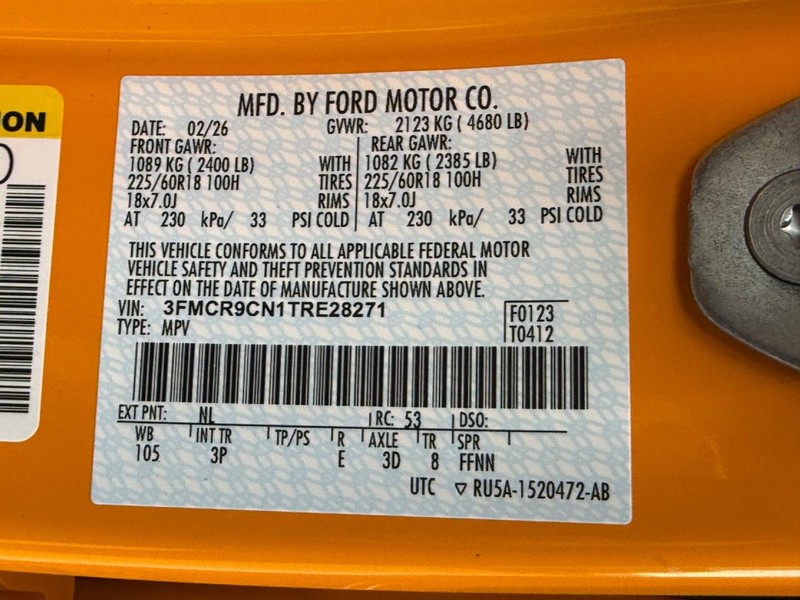 ION
MFD. BY FORD MOTOR CO.
DATE: 02/26 GVWR: 2123 KG ( 4680 LB)
FRONT GAWR: REAR GAWR:
1089 KG ( 2400 LB) WITH 1082 KG ( 2385 LB) WITH
225/60R18 100H TIRES 225/60R18 100H TIRES
18x7.0J RIMS 18x7.0J RIMS
AT 230 kPa/ 33 PSI COLD AT 230 kPa/ 33 PSI COLD
THIS VEHICLE CONFORMS TO ALL APPLICABLE FEDERAL MOTOR
VEHICLE SAFETY AND THEFT PREVENTION STANDARDS IN
EFFECT ON THE DATE OF MANUFACTURE SHOWN ABOVE.
VIN: 3FMCR9CN1TRE28271 F0123
TYPE: MPV T0412
EXT PNT: NL RC: 53 DSO:
WB INT TR TP/PS R AXLE TR SPR
105 3P E 3D 8 FFNN
UTC ▽ RU5A-1520472-AB